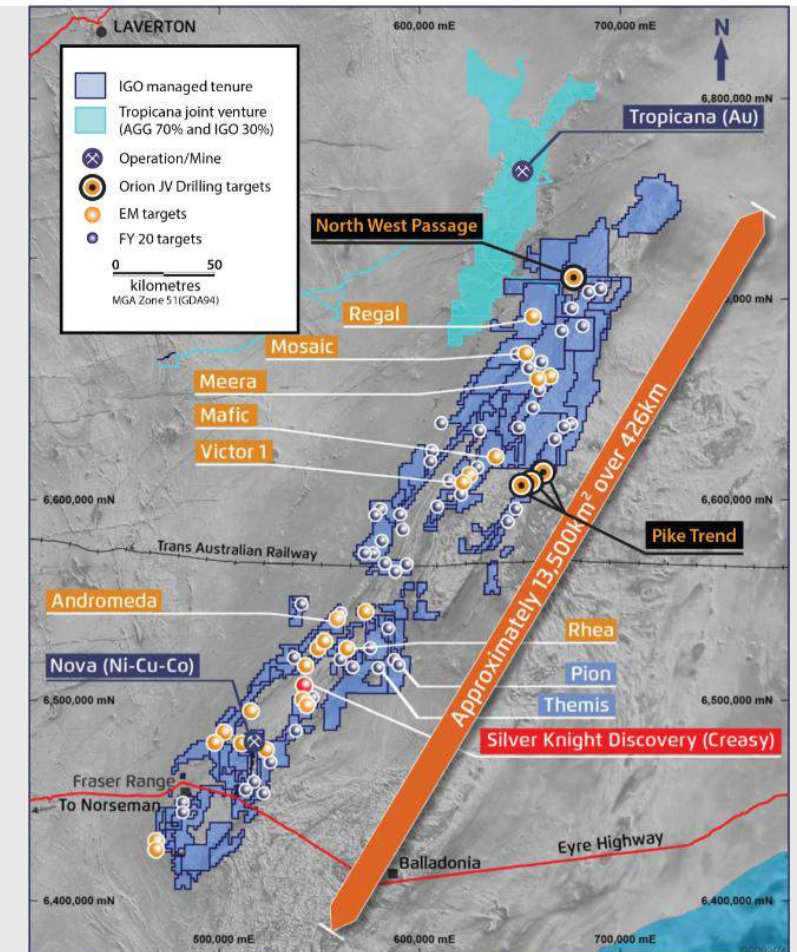 LAVERTON
600,000 mE
700,000 mE
N
6,800,000 mN
IGO managed tenure
Tropicana joint venture
(AGG 70% and IGO 30%)
Operation/Mine
Orion JV Drilling targets
EM targets
FY 20 targets
0 50
kilometres
MGA Zone 51(GDA94)
Tropicana (Au)
North West Passage
,000 mN
Regal
Mosaic
Meera
Mafic
Victor 1
6,600,000 mN
6,600,000 mN
Pike Trend
Trans Australian Railway
Approximately 13,500km² over 426km
Andromeda
Rhea
Nova (Ni-Cu-Co)
Pion
Themis
6,500,000 mN
6,500,000 mN
Silver Knight Discovery (Creasy)
Fraser Range
To Norseman
Eyre Highway
Balladonia
6,400,000 mN
6,400,000 mN
500,000 mE
600,000 mE
700,000 mE